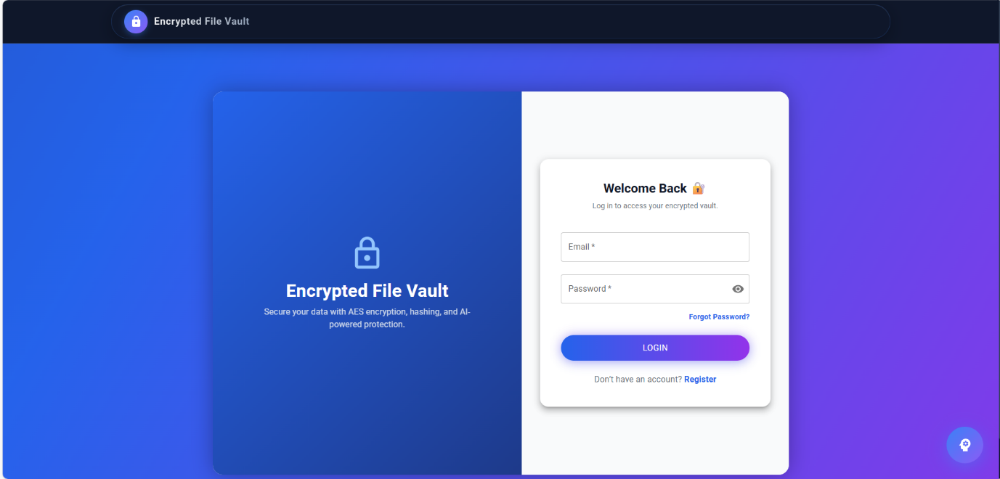 Encrypted File Vault
Encrypted File Vault
Secure your data with AES encryption, hashing, and AI-
powered protection.
Welcome Back
Log in to access your encrypted vault.
Email *
Password *
Forgot Password?
LOGIN
Don't have an account? Register